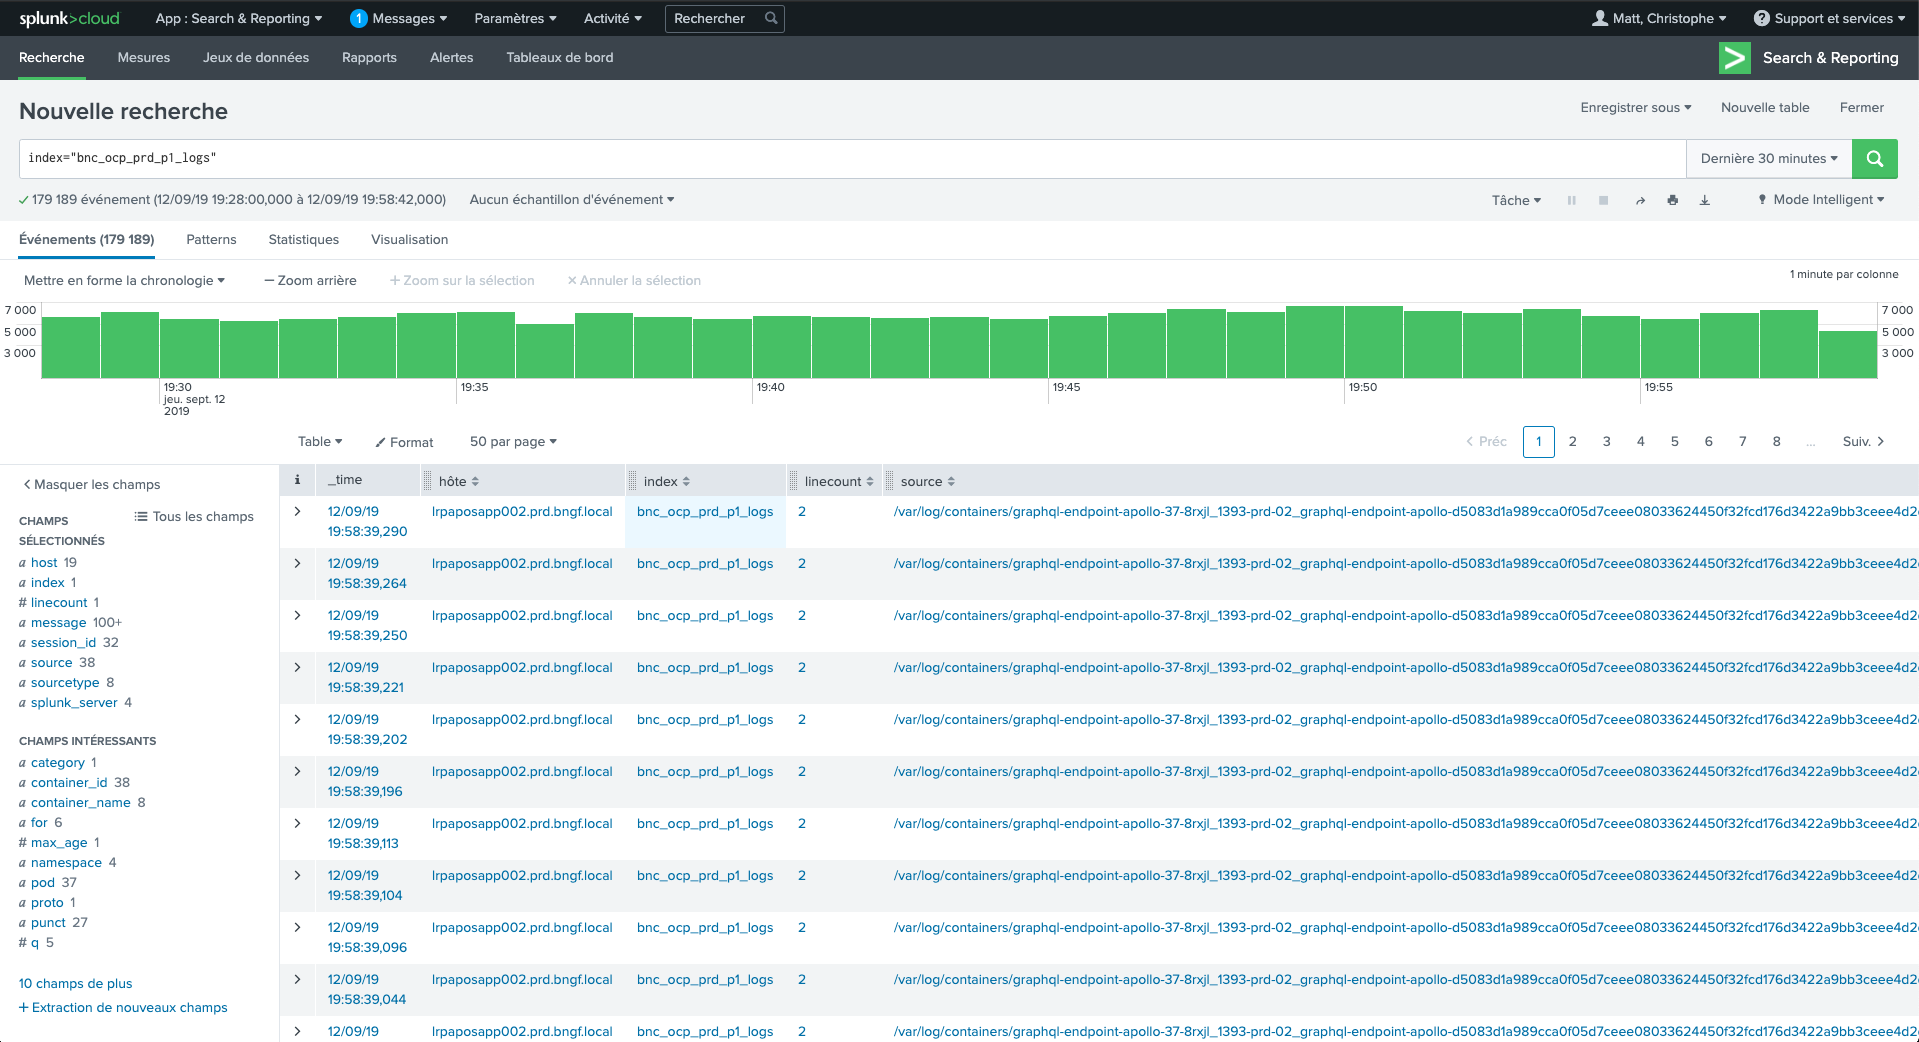 splunk>cloud App : Search & Reporting 1 Messages Paramètres Activité Rechercher Matt, Christophe ? Support et services
Recherche Mesures Jeux de données Rapports Alertes Tableaux de bord > Search & Reporting
Nouvelle recherche Enregistrer sous Nouvelle table Fermer
index="bnc_ocp_prd_p1_logs" Dernière 30 minutes
179 189 événement (12/09/19 19:28:00,000 à 12/09/19 19:58:42,000) Aucun échantillon d'événement Tâche Mode Intelligent
Événements (179 189) Patterns Statistiques Visualisation
Mettre en forme la chronologie — Zoom arrière + Zoom sur la sélection × Annuler la sélection 1 minute par colonne
7 000 7 000
5 000 5 000
3 000 3 000
19:30 19:35 19:40 19:45 19:50 19:55
jeu. sept. 12
2019
Table Format 50 par page < Préc 1 2 3 4 5 6 7 8 ... Suiv. >
< Masquer les champs
Tous les champs
CHAMPS
SÉLECTIONNÉS
a host 19
a index 1
# linecount 1
a message 100+
a session_id 32
a source 38
a sourcetype 8
a splunk_server 4
CHAMPS INTÉRESSANTS
a category 1
a container_id 38
a container_name 8
a for 6
# max_age 1
a namespace 4
a pod 37
a proto 1
a punct 27
# q 5
10 champs de plus
+ Extraction de nouveaux champs
i _time hôte index linecount source
> 12/09/19 lrpaposapp002.prd.bngf.local bnc_ocp_prd_p1_logs 2 /var/log/containers/graphql-endpoint-apollo-37-8rxjl_1393-prd-02_graphql-endpoint-apollo-d5083d1a989cca0f05d7ceee08033624450f32fcd176d3422a9bb3ceee4d2
19:58:39,290
> 12/09/19 lrpaposapp002.prd.bngf.local bnc_ocp_prd_p1_logs 2 /var/log/containers/graphql-endpoint-apollo-37-8rxjl_1393-prd-02_graphql-endpoint-apollo-d5083d1a989cca0f05d7ceee08033624450f32fcd176d3422a9bb3ceee4d2
19:58:39,264
> 12/09/19 lrpaposapp002.prd.bngf.local bnc_ocp_prd_p1_logs 2 /var/log/containers/graphql-endpoint-apollo-37-8rxjl_1393-prd-02_graphql-endpoint-apollo-d5083d1a989cca0f05d7ceee08033624450f32fcd176d3422a9bb3ceee4d2
19:58:39,250
> 12/09/19 lrpaposapp002.prd.bngf.local bnc_ocp_prd_p1_logs 2 /var/log/containers/graphql-endpoint-apollo-37-8rxjl_1393-prd-02_graphql-endpoint-apollo-d5083d1a989cca0f05d7ceee08033624450f32fcd176d3422a9bb3ceee4d2
19:58:39,221
> 12/09/19 lrpaposapp002.prd.bngf.local bnc_ocp_prd_p1_logs 2 /var/log/containers/graphql-endpoint-apollo-37-8rxjl_1393-prd-02_graphql-endpoint-apollo-d5083d1a989cca0f05d7ceee08033624450f32fcd176d3422a9bb3ceee4d2
19:58:39,202
> 12/09/19 lrpaposapp002.prd.bngf.local bnc_ocp_prd_p1_logs 2 /var/log/containers/graphql-endpoint-apollo-37-8rxjl_1393-prd-02_graphql-endpoint-apollo-d5083d1a989cca0f05d7ceee08033624450f32fcd176d3422a9bb3ceee4d2
19:58:39,196
> 12/09/19 lrpaposapp002.prd.bngf.local bnc_ocp_prd_p1_logs 2 /var/log/containers/graphql-endpoint-apollo-37-8rxjl_1393-prd-02_graphql-endpoint-apollo-d5083d1a989cca0f05d7ceee08033624450f32fcd176d3422a9bb3ceee4d2
19:58:39,113
> 12/09/19 lrpaposapp002.prd.bngf.local bnc_ocp_prd_p1_logs 2 /var/log/containers/graphql-endpoint-apollo-37-8rxjl_1393-prd-02_graphql-endpoint-apollo-d5083d1a989cca0f05d7ceee08033624450f32fcd176d3422a9bb3ceee4d2
19:58:39,104
> 12/09/19 lrpaposapp002.prd.bngf.local bnc_ocp_prd_p1_logs 2 /var/log/containers/graphql-endpoint-apollo-37-8rxjl_1393-prd-02_graphql-endpoint-apollo-d5083d1a989cca0f05d7ceee08033624450f32fcd176d3422a9bb3ceee4d2
19:58:39,096
> 12/09/19 lrpaposapp002.prd.bngf.local bnc_ocp_prd_p1_logs 2 /var/log/containers/graphql-endpoint-apollo-37-8rxjl_1393-prd-02_graphql-endpoint-apollo-d5083d1a989cca0f05d7ceee08033624450f32fcd176d3422a9bb3ceee4d2
19:58:39,044
> 12/09/19 lrpaposapp002.prd.bngf.local bnc_ocp_prd_p1_logs 2 /var/log/containers/graphql-endpoint-apollo-37-8rxjl_1393-prd-02_graphql-endpoint-apollo-d5083d1a989cca0f05d7ceee08033624450f32fcd176d3422a9bb3ceee4d2